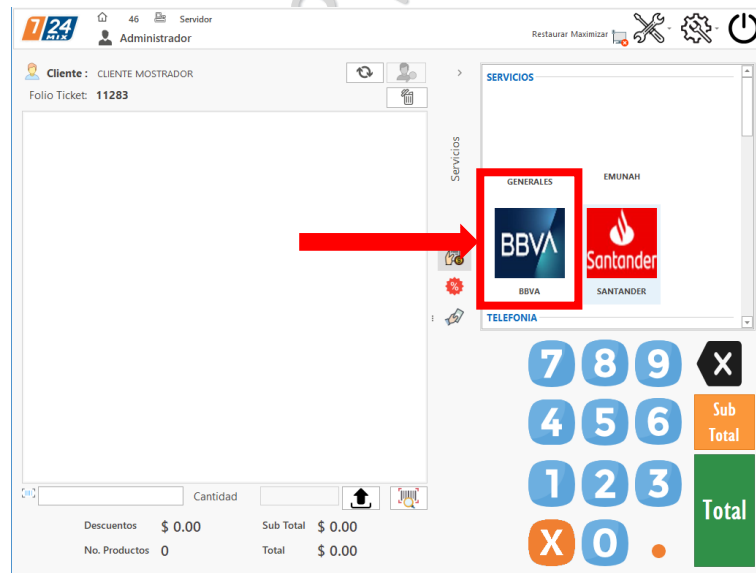 724
MIX
46
Servidor
Administrador
Restaurar Maximizar
Cliente : CLIENTE MOSTRADOR
Folio Ticket: 11283
Servicios
SERVICIOS
GENERALES
EMUNAH
BBVA
Santander
BBVA
SANTANDER
%
TELEFONIA
7 8 9 X
4 5 6
Sub
Total
1 2 3
Total
X 0 .
Cantidad
Descuentos $ 0.00 Sub Total $ 0.00
No. Productos 0 Total $ 0.00